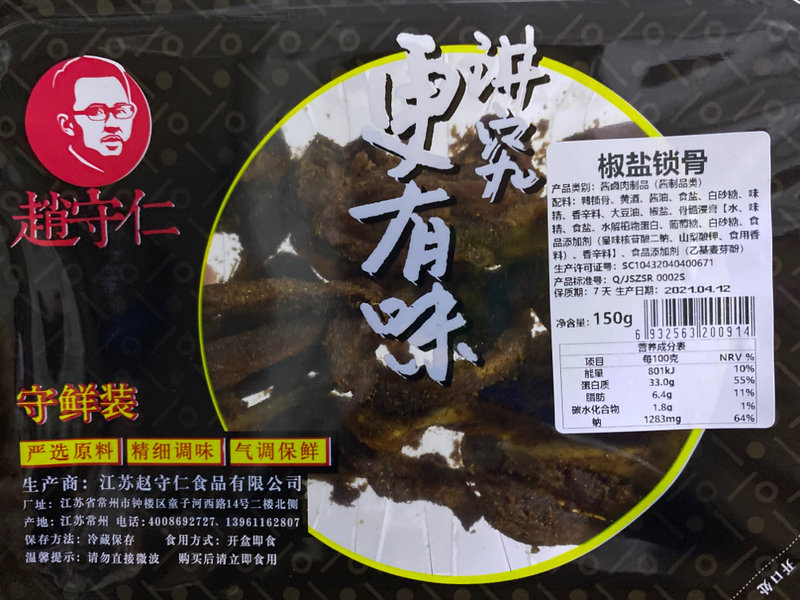 讲究
更有味
趙守仁
守鲜装
严选原料 精细调味 气调保鲜
生产商：江苏赵守仁食品有限公司
厂址：江苏省常州市钟楼区童子河西路14号二楼北侧
产地：江苏常州 电话：4008692727、13961162807
保存方法：冷藏保存 食用方式：开盒即食
温馨提示：请勿直接微波 购买后请立即食用
椒盐锁骨
产品类别：酱卤肉制品（酱制品类）
配料：鸭锁骨、黄酒、酱油、食盐、白砂糖、味
精、香辛料、大豆油、椒盐、骨髓浸膏【水、味
精、食盐、水解植物蛋白、葡萄糖、白砂糖、食
品添加剂（呈味核苷酸二钠、山梨酸钾、食用香
料）、香辛料】、食品添加剂（乙基麦芽酚）
生产许可证号：SC10432040400671
产品标准号：Q/JSZSR 0002S
保质期：7天 生产日期：2021.04.12
净含量：150g
6 932563 200914
营养成分表
项目 每100克 NRV %
能量 801kJ 10%
蛋白质 33.0g 55%
脂肪 6.4g 11%
碳水化合物 1.8g 1%
钠 1283mg 64%
开口处